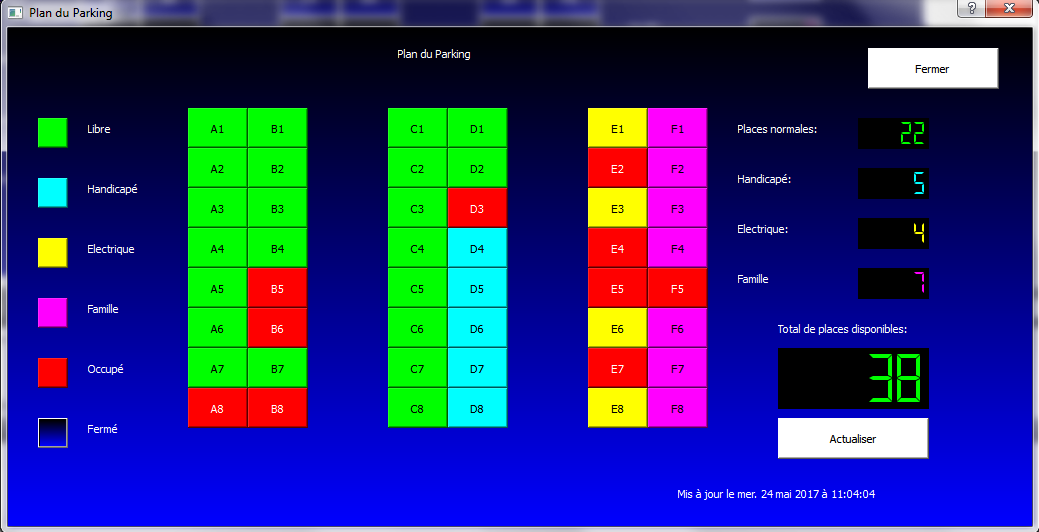 Plan du Parking
Plan du Parking
Fermer
Libre
Handicapé
Electrique
Famille
Occupé
Fermé
A1 B1 C1 D1 E1 F1
A2 B2 C2 D2 E2 F2
A3 B3 C3 D3 E3 F3
A4 B4 C4 D4 E4 F4
A5 B5 C5 D5 E5 F5
A6 B6 C6 D6 E6 F6
A7 B7 C7 D7 E7 F7
A8 B8 C8 D8 E8 F8
Places normales: 22
Handicapé: 5
Electrique: 4
Famille 7
Total de places disponibles:
38
Actualiser
Mis à jour le mer. 24 mai 2017 à 11:04:04